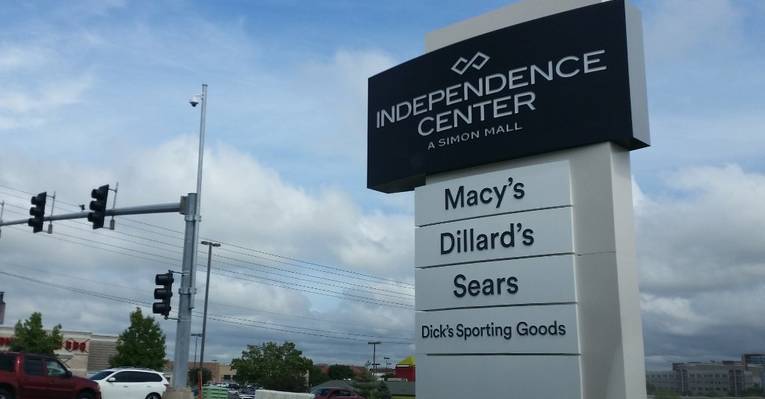 INDEPENDENCE
CENTER
A SIMON MALL
Macy's
Dillard's
Sears
Dick's Sporting Goods